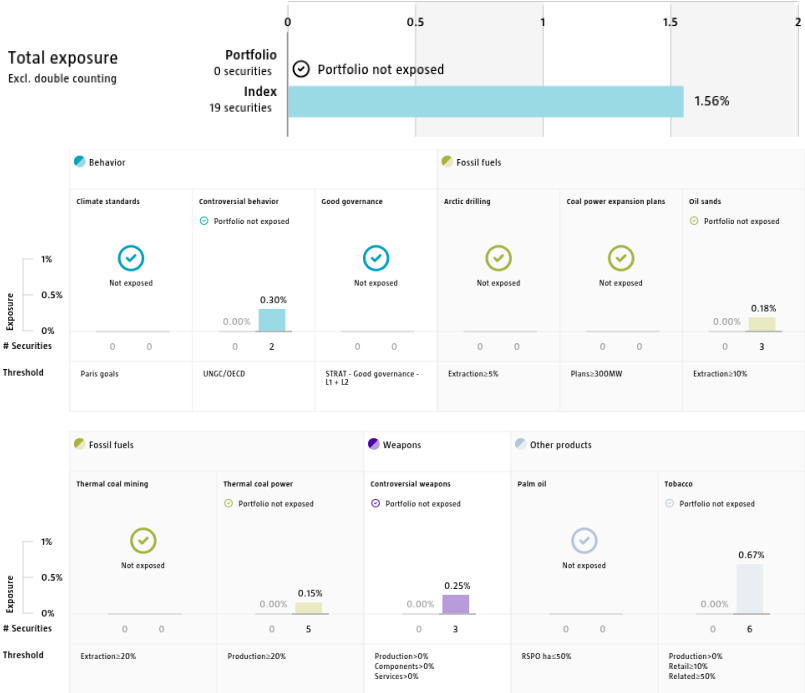 0 0.5 1 1.5 2
Total exposure
Excl. double counting
Portfolio
0 securities
Portfolio not exposed
Index
19 securities
1.56%
Behavior
Fossil fuels
Climate standards
Controversial behavior
Good governance
Arctic drilling
Coal power expansion plans
Oil sands
Portfolio not exposed
Portfolio not exposed
Not exposed
Not exposed
Not exposed
Not exposed
Exposure
1%
0.5%
0%
0.00%
0.30%
0.00%
0.18%
# Securities
0 0 0 2 0 0 0 0 0 0 0 3
Threshold
Paris goals
UNGC/OECD
STRAT - Good governance -
L1 + L2
Extraction≥5%
Plans≥300MW
Extraction≥10%
Fossil fuels
Weapons
Other products
Thermal coal mining
Thermal coal power
Controversial weapons
Palm oil
Tobacco
Portfolio not exposed
Portfolio not exposed
Portfolio not exposed
Not exposed
Not exposed
Exposure
1%
0.5%
0%
0.00%
0.15%
0.00%
0.25%
0.00%
0.67%
# Securities
0 0 0 5 0 3 0 0 0 6
Threshold
Extraction≥20%
Production≥20%
Production>0%
Components>0%
Services>0%
RSPO ha≤50%
Production>0%
Retail≥10%
Related≥50%